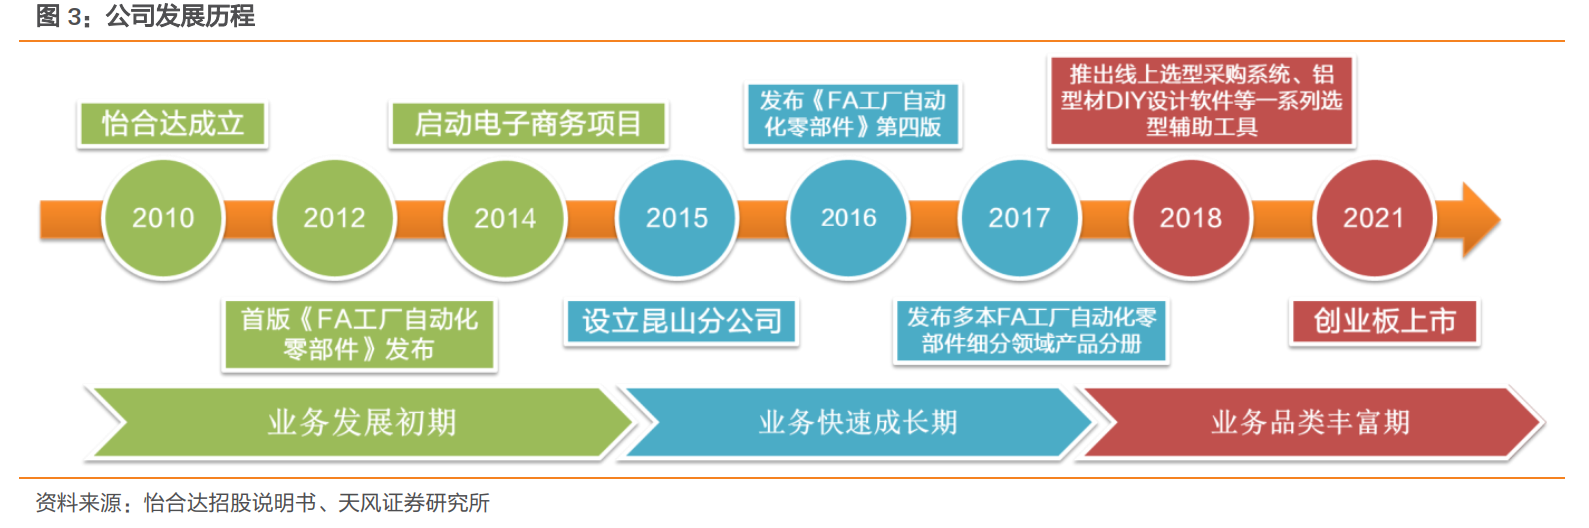 图 3：公司发展历程
怡合达成立
启动电子商务项目
发布《FA工厂自动
化零部件》第四版
推出线上选型采购系统、铝
型材DIY设计软件等一系列选
型辅助工具
2010
2012
2014
2015
2016
2017
2018
2021
首版《FA工厂自动化
零部件》发布
设立昆山分公司
发布多本FA工厂自动化零
部件细分领域产品分册
创业板上市
业务发展初期
业务快速成长期
业务品类丰富期
资料来源：怡合达招股说明书、天风证券研究所